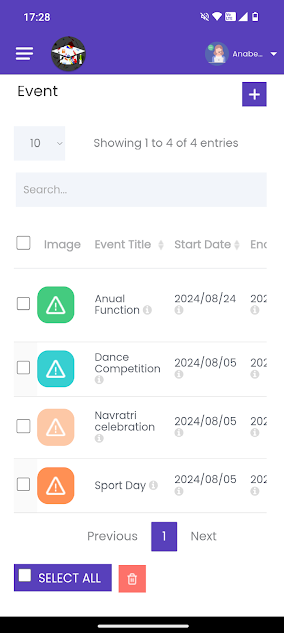 17:28
Anabe...
Event
+
10
Showing 1 to 4 of 4 entries
Search...
Image Event Title Start Date End
Anual
Function
2024/08/24
202
Dance
Competition
2024/08/05
202
Navratri
celebration
2024/08/05
202
Sport Day
2024/08/05
202
Previous 1 Next
SELECT ALL